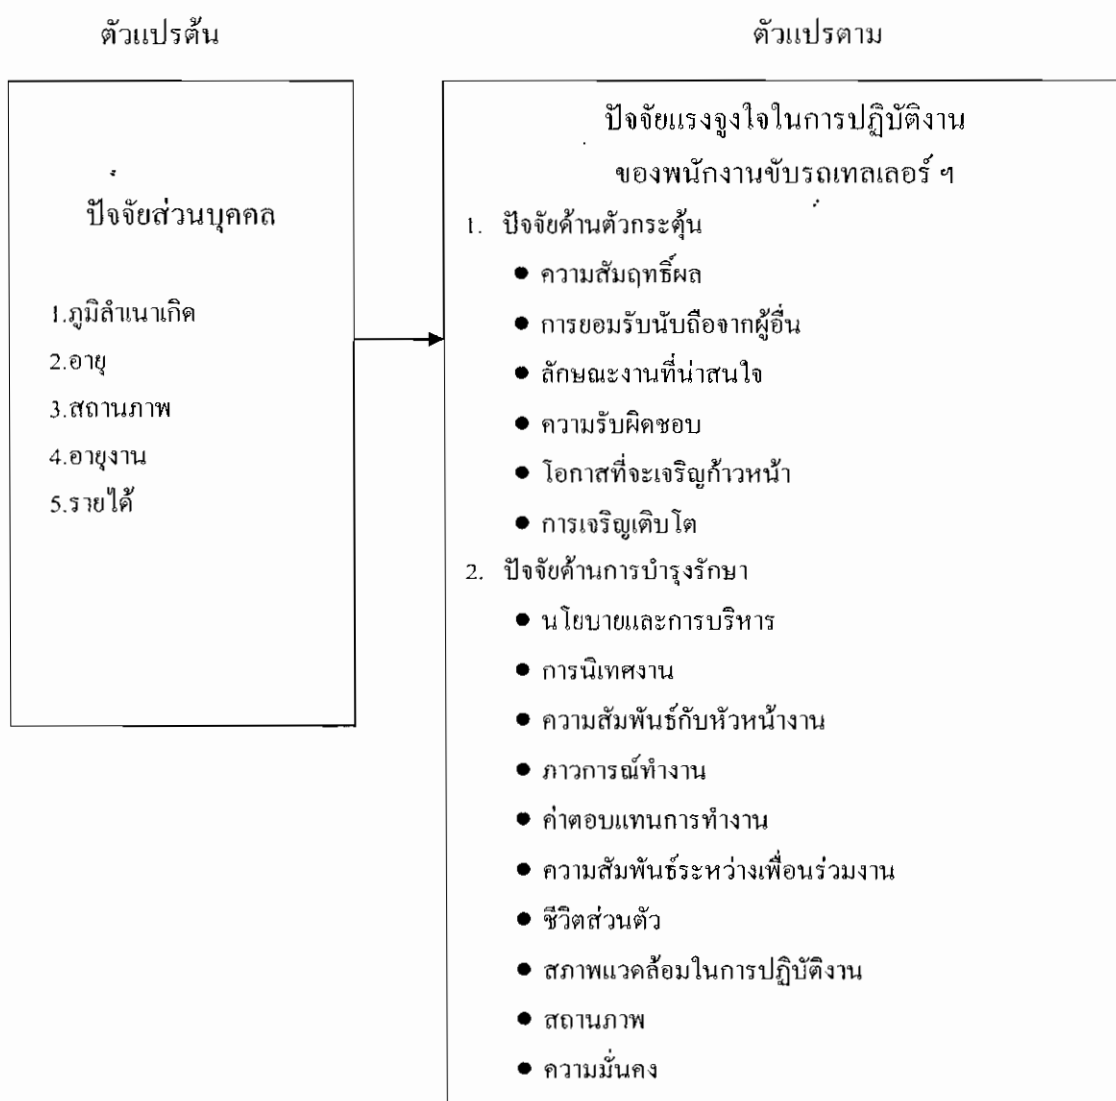 ตัวแปรต้น
ตัวแปรตาม
ปัจจัยส่วนบุคคล
1.ภูมิลำเนาเกิด
2.อายุ
3.สถานภาพ
4.อายุงาน
5.รายได้
ปัจจัยแรงจูงใจในการปฏิบัติงาน
ของพนักงานขับรถเทลเลอร์ ฯ
1. ปัจจัยด้านตัวกระตุ้น
● ความสัมฤทธิ์ผล
● การยอมรับนับถือจากผู้อื่น
● ลักษณะงานที่น่าสนใจ
● ความรับผิดชอบ
● โอกาสที่จะเจริญก้าวหน้า
● การเจริญเติบโต
2. ปัจจัยด้านการบำรุงรักษา
● นโยบายและการบริหาร
● การนิเทศงาน
● ความสัมพันธ์กับหัวหน้างาน
● ภาวการณ์ทำงาน
● ค่าตอบแทนการทำงาน
● ความสัมพันธ์ระหว่างเพื่อนร่วมงาน
● ชีวิตส่วนตัว
● สภาพแวดล้อมในการปฏิบัติงาน
● สถานภาพ
● ความมั่นคง